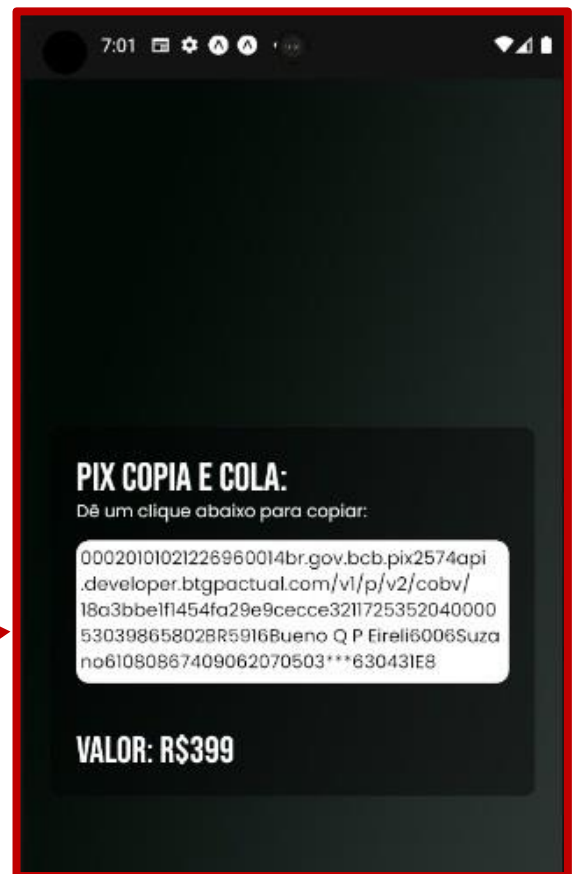 7:01
PIX COPIA E COLA:
Dê um clique abaixo para copiar:
00020101021226960014br.gov.bcb.pix2574api
.developer.btgpactual.com/v1/p/v2/cobv/
18a3bbe1f1454fa29e9cecce3211725352040000
53039865802BR5916Bueno Q P Eireli6006Suza
no61080867409062070503***630431E8
VALOR: R$399